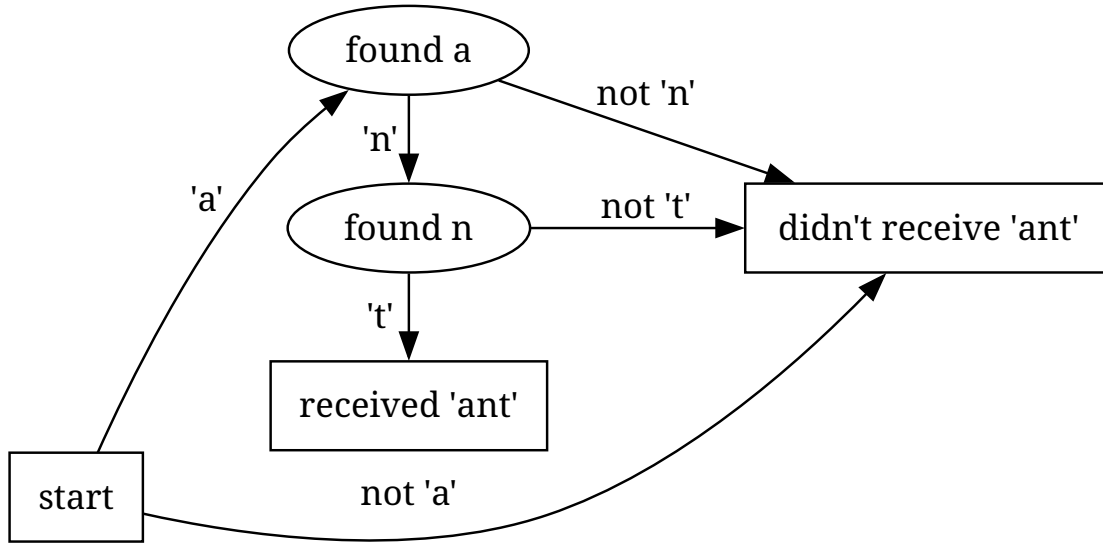 found a
not 'n'
'n'
'a'
not 't'
found n
didn't receive 'ant'
't'
received 'ant'
start
not 'a'